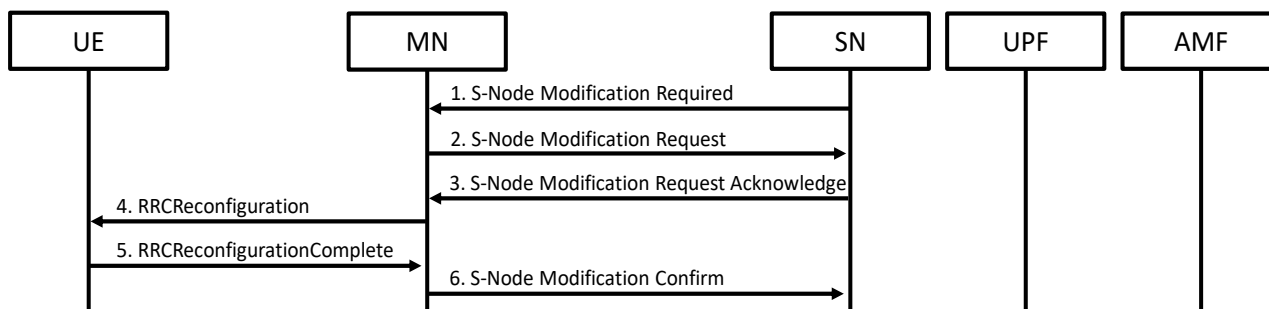 UE
MN
SN
UPF
AMF
1. S-Node Modification Required
2. S-Node Modification Request
3. S-Node Modification Request Acknowledge
4. RRCReconfiguration
5. RRCReconfigurationComplete
6. S-Node Modification Confirm